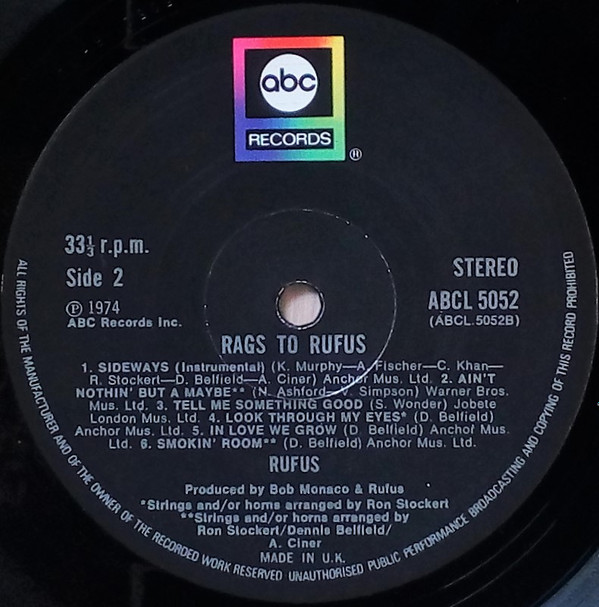 abc
RECORDS
®
33⅓ r.p.m.
Side 2
Ⓟ 1974
ABC Records Inc.
STEREO
ABCL 5052
(ABCL.5052B)
RAGS TO RUFUS
1. SIDEWAYS (Instrumental) (K. Murphy—A. Fischer—C. Khan—
R. Stockert—D. Belfield—A. Ciner) Anchor Mus. Ltd. 2. AIN'T
NOTHIN' BUT A MAYBE** (N. Ashford—V. Simpson) Warner Bros.
Mus. Ltd. 3. TELL ME SOMETHING GOOD (S. Wonder) Jobete
London Mus. Ltd. 4. LOOK THROUGH MY EYES* (D. Belfield)
Anchor Mus. Ltd. 5. IN LOVE WE GROW (D. Belfield) Anchor Mus.
Ltd. 6. SMOKIN' ROOM** (D. Belfield) Anchor Mus. Ltd.
RUFUS
Produced by Bob Monaco & Rufus
*Strings and/or horns arranged by Ron Stockert
**Strings and/or horns arranged by
Ron Stockert/Dennis Belfield/
A. Ciner
MADE IN U.K.
ALL RIGHTS OF THE MANUFACTURER AND OF THE OWNER OF THE RECORDED WORK RESERVED UNAUTHORISED PUBLIC PERFORMANCE BROADCASTING AND COPYING OF THIS RECORD PROHIBITED